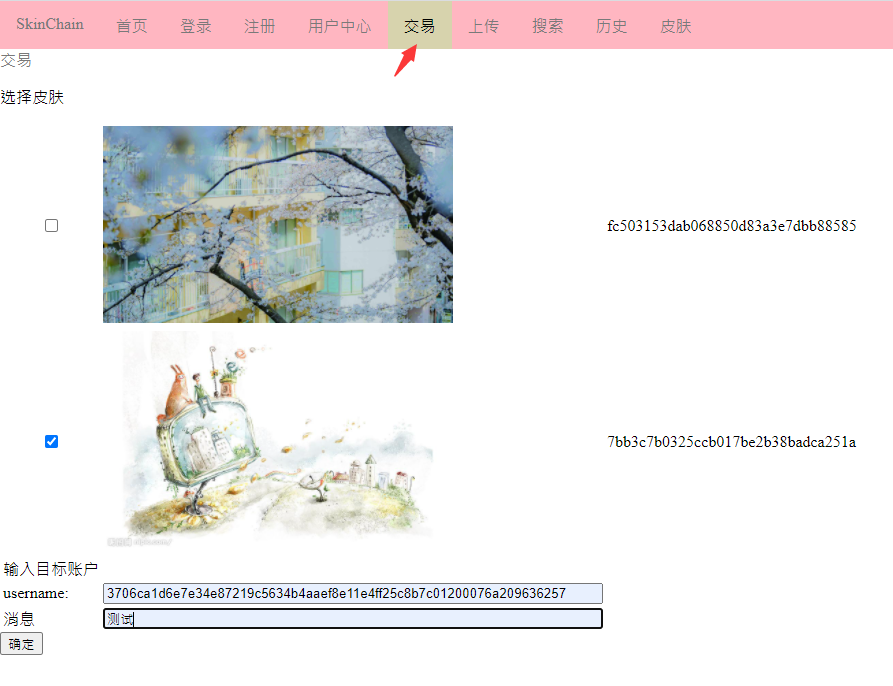 SkinChain 首页 登录 注册 用户中心 交易 上传 搜索 历史 皮肤
交易
选择皮肤
fc503153dab068850d83a3e7dbb88585
7bb3c7b0325ccb017be2b38badca251a
输入目标账户
username: 3706ca1d6e7e34e87219c5634b4aaef8e11e4ff25c8b7c01200076a209636257
消息 测试
确定